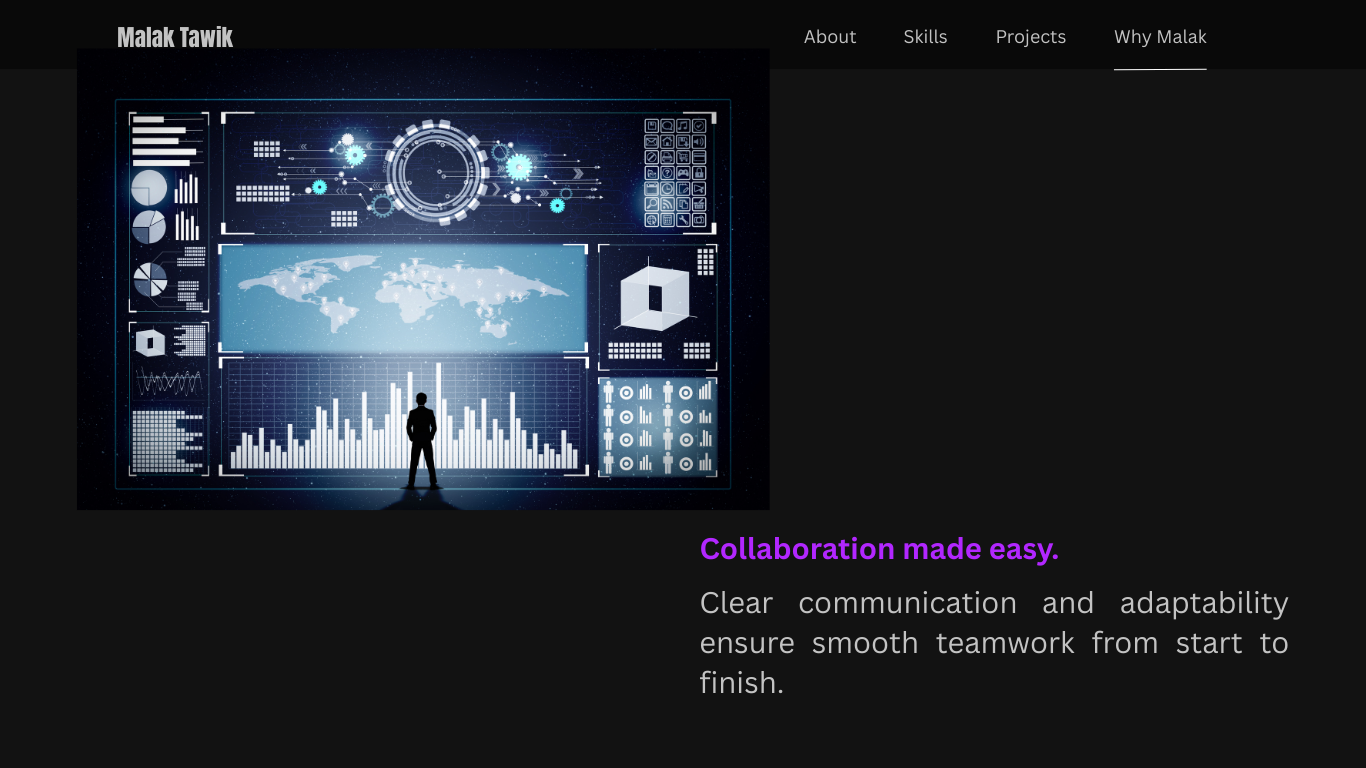 Malak Tawik
About
Skills
Projects
Why Malak
Collaboration made easy.
Clear communication and adaptability
ensure smooth teamwork from start to
finish.